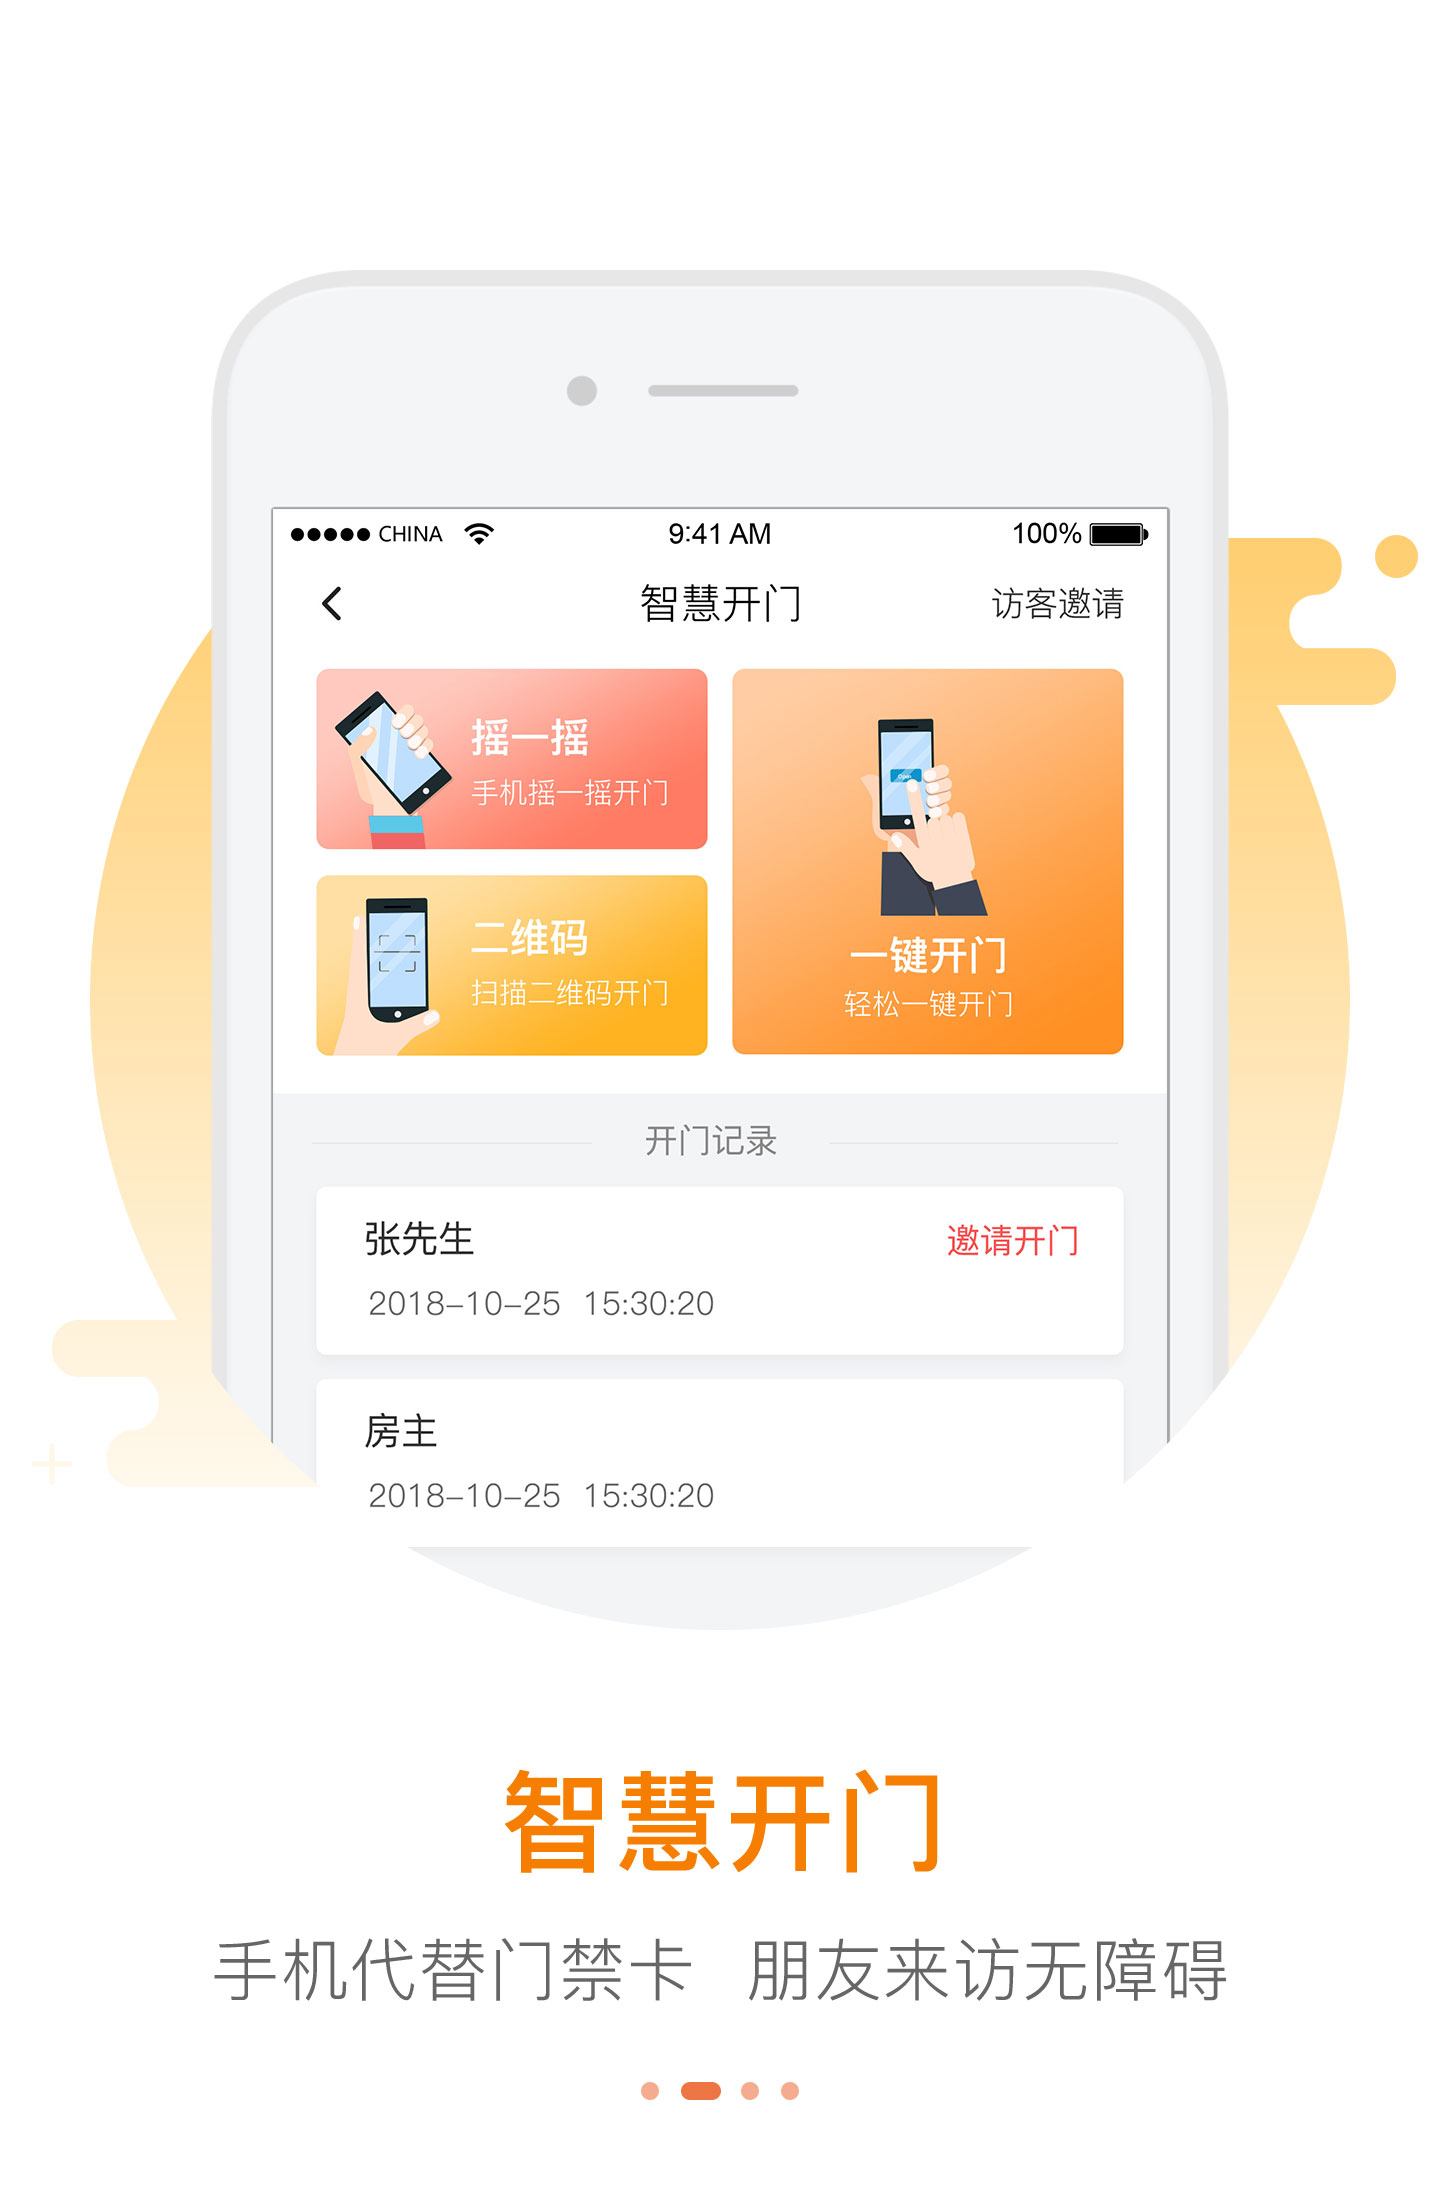 CHINA 9:41 AM 100%
智慧开门 访客邀请
摇一摇
手机摇一摇开门
二维码
扫描二维码开门
Open
一键开门
轻松一键开门
开门记录
张先生 邀请开门
2018-10-25 15:30:20
房主
2018-10-25 15:30:20
智慧开门
手机代替门禁卡 朋友来访无障碍